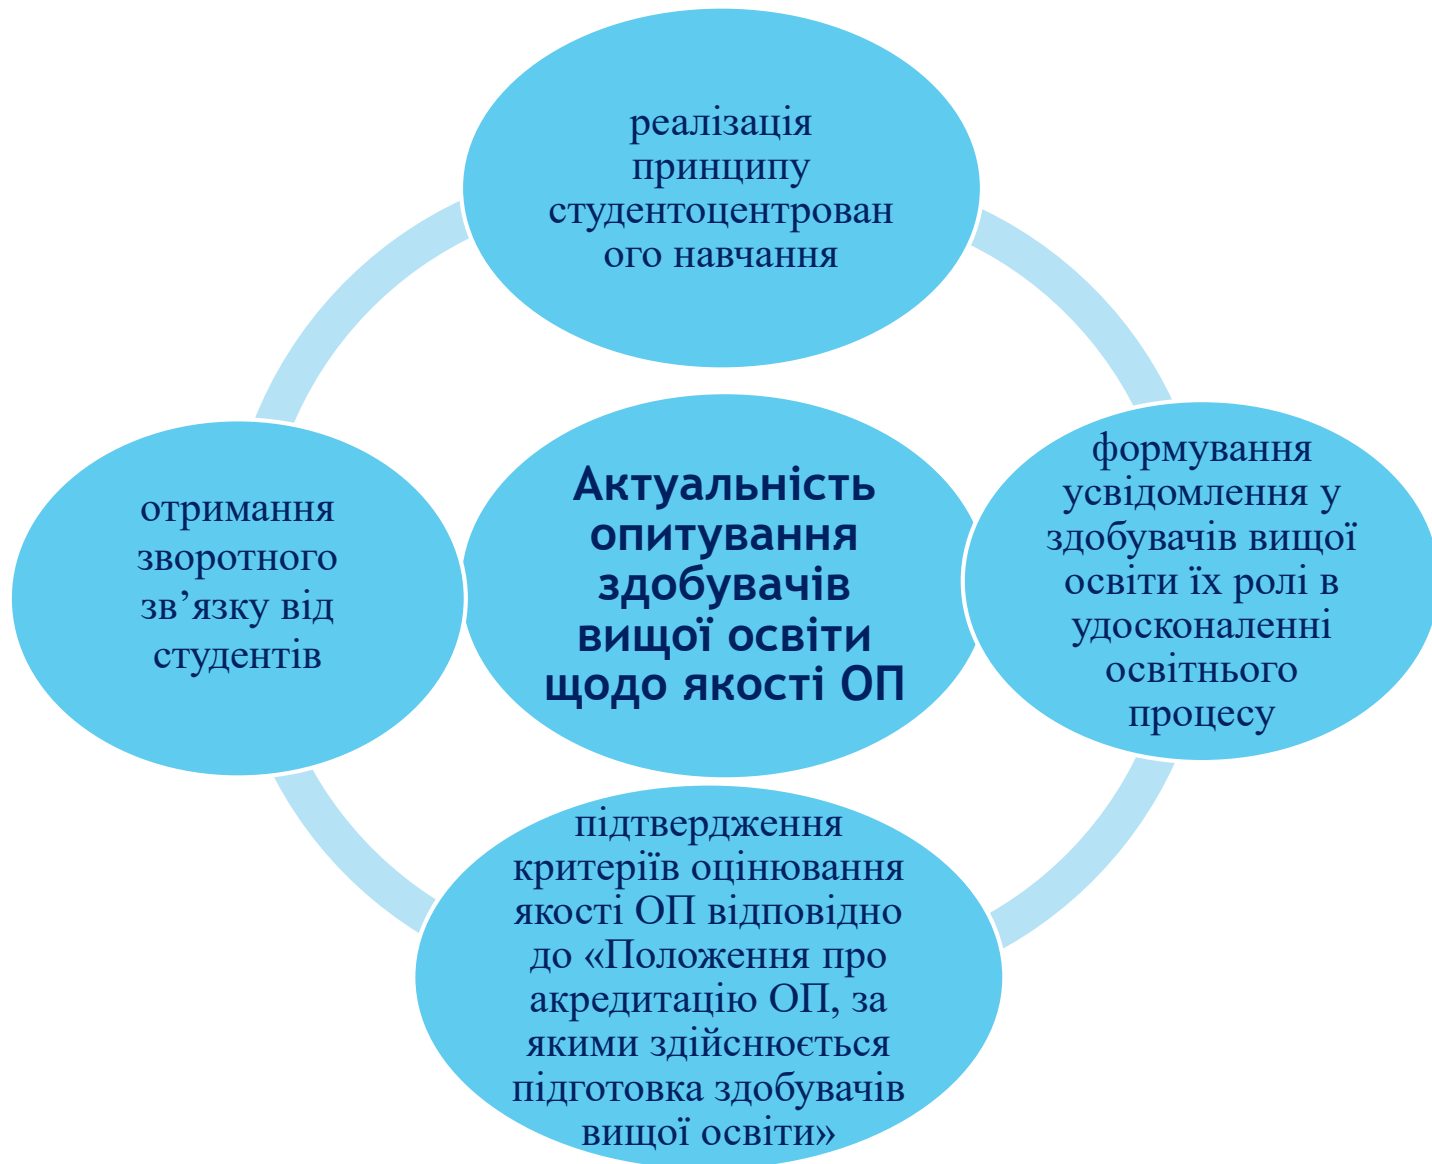 реалізація
принципу
студентоцентрован
ого навчання
Актуальність
опитування
здобувачів
вищої освіти
щодо якості ОП
формування
усвідомлення у
здобувачів вищої
освіти їх ролі в
удосконаленні
освітнього
процесу
підтвердження
критеріїв оцінювання
якості ОП відповідно
до «Положення про
акредитацію ОП, за
якими здійснюється
підготовка здобувачів
вищої освіти»
отримання
зворотного
зв’язку від
студентів